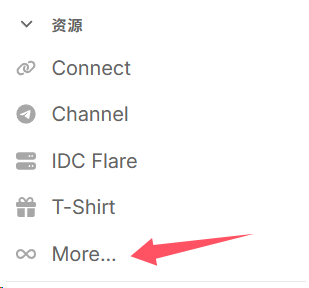 资源
Connect
Channel
IDC Flare
T-Shirt
More...